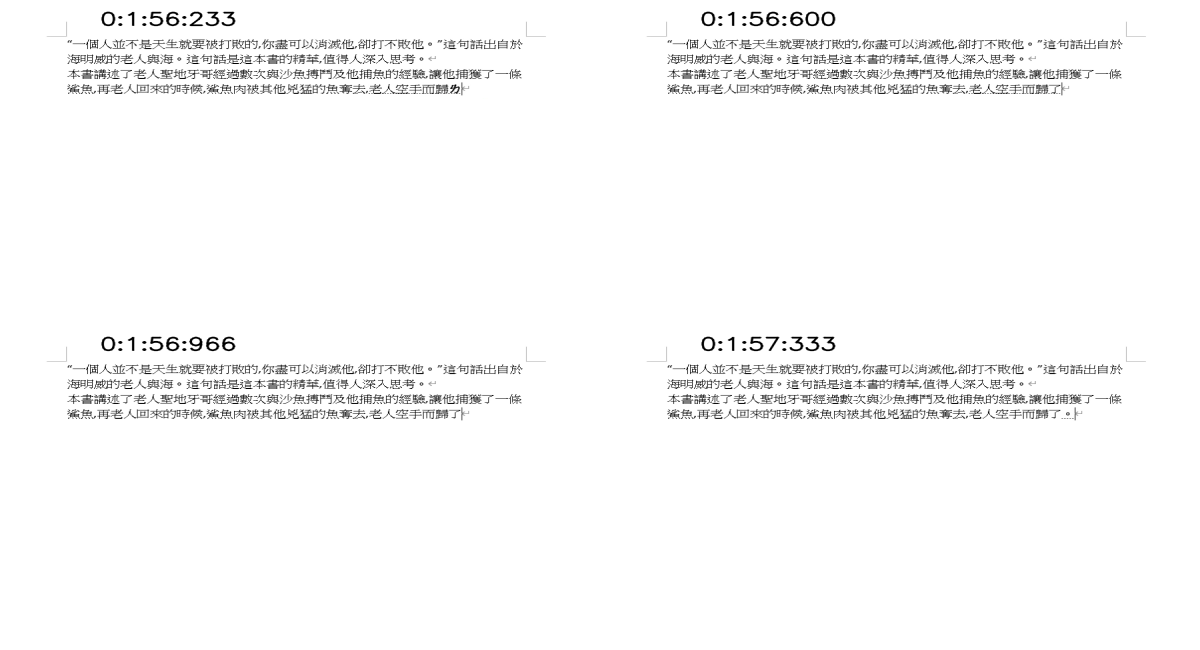 0:1:56:233
“一個人並不是天生就要被打敗的,你盡可以消滅他,卻打不敗他。”這句話出自於
海明威的老人與海。這句話是這本書的精華,值得人深入思考。
本書講述了老人聖地牙哥經過數次與沙魚搏鬥及他捕魚的經驗,讓他捕獲了一條
鯊魚,再老人回來的時候,鯊魚肉被其他兇猛的魚奪去,老人空手而歸ㄌ
0:1:56:600
“一個人並不是天生就要被打敗的,你盡可以消滅他,卻打不敗他。”這句話出自於
海明威的老人與海。這句話是這本書的精華,值得人深入思考。
本書講述了老人聖地牙哥經過數次與沙魚搏鬥及他捕魚的經驗,讓他捕獲了一條
鯊魚,再老人回來的時候,鯊魚肉被其他兇猛的魚奪去,老人空手而歸了
0:1:56:966
“一個人並不是天生就要被打敗的,你盡可以消滅他,卻打不敗他。”這句話出自於
海明威的老人與海。這句話是這本書的精華,值得人深入思考。
本書講述了老人聖地牙哥經過數次與沙魚搏鬥及他捕魚的經驗,讓他捕獲了一條
鯊魚,再老人回來的時候,鯊魚肉被其他兇猛的魚奪去,老人空手而歸了
0:1:57:333
“一個人並不是天生就要被打敗的,你盡可以消滅他,卻打不敗他。”這句話出自於
海明威的老人與海。這句話是這本書的精華,值得人深入思考。
本書講述了老人聖地牙哥經過數次與沙魚搏鬥及他捕魚的經驗,讓他捕獲了一條
鯊魚,再老人回來的時候,鯊魚肉被其他兇猛的魚奪去,老人空手而歸了。